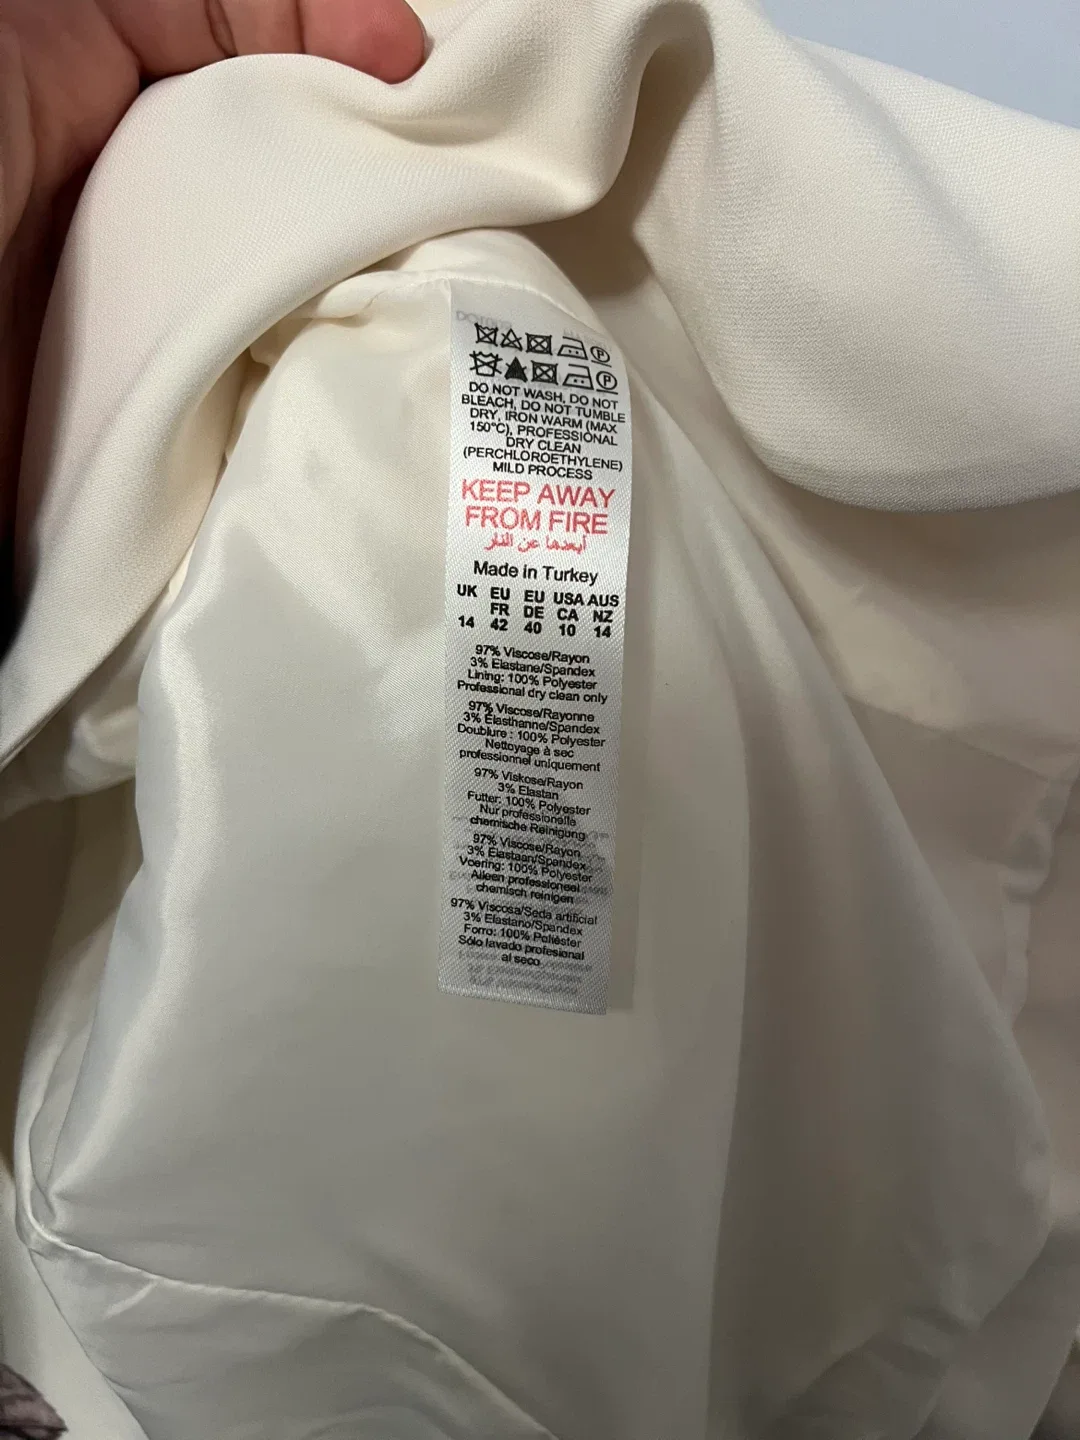 P
P
DO NOT WASH, DO NOT
BLEACH, DO NOT TUMBLE
DRY, IRON WARM (MAX
150°C), PROFESSIONAL
DRY CLEAN
(PERCHLOROETHYLENE)
MILD PROCESS
KEEP AWAY
FROM FIRE
أبعدها عن النار
Made in Turkey
UK EU EU USA AUS
FR DE CA NZ
14 42 40 10 14
97% Viscose/Rayon
3% Elastane/Spandex
Lining: 100% Polyester
Professional dry clean only
97% Viscose/Rayonne
3% Élasthanne/Spandex
Doublure : 100% Polyester
Nettoyage à sec
professionnel uniquement
97% Viskose/Rayon
3% Elastan
Futter: 100% Polyester
Nur professionelle
chemische Reinigung
97% Viscose/Rayon
3% Elastaan/Spandex
Voering: 100% Polyester
Alleen professioneel
chemisch reinigen
97% Viscosa/Seda artificial
3% Elastano/Spandex
Forro: 100% Poliéster
Sólo lavado profesional
al seco